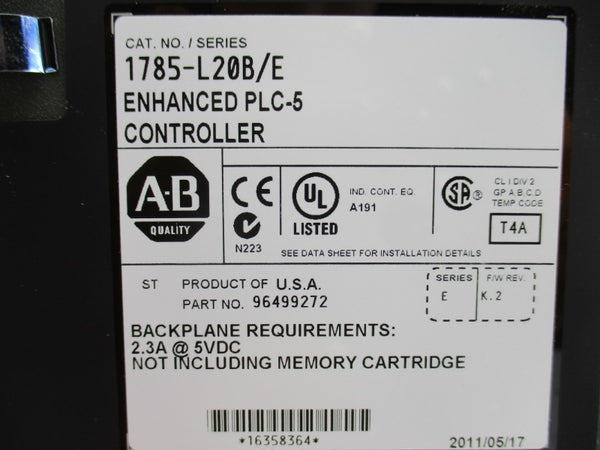 CAT. NO. / SERIES
1785-L20B/E
ENHANCED PLC-5
CONTROLLER
A-B
QUALITY
CE
N223
UL
LISTED
IND. CONT. EQ.
A191
SA ®
CL I DIV 2
GP A,B,C,D
TEMP CODE
T4A
SEE DATA SHEET FOR INSTALLATION DETAILS
ST PRODUCT OF U.S.A.
PART NO. 96499272
SERIES F/W REV.
E K.2
BACKPLANE REQUIREMENTS:
2.3A @ 5VDC
NOT INCLUDING MEMORY CARTRIDGE
*16358364*
2011/05/17